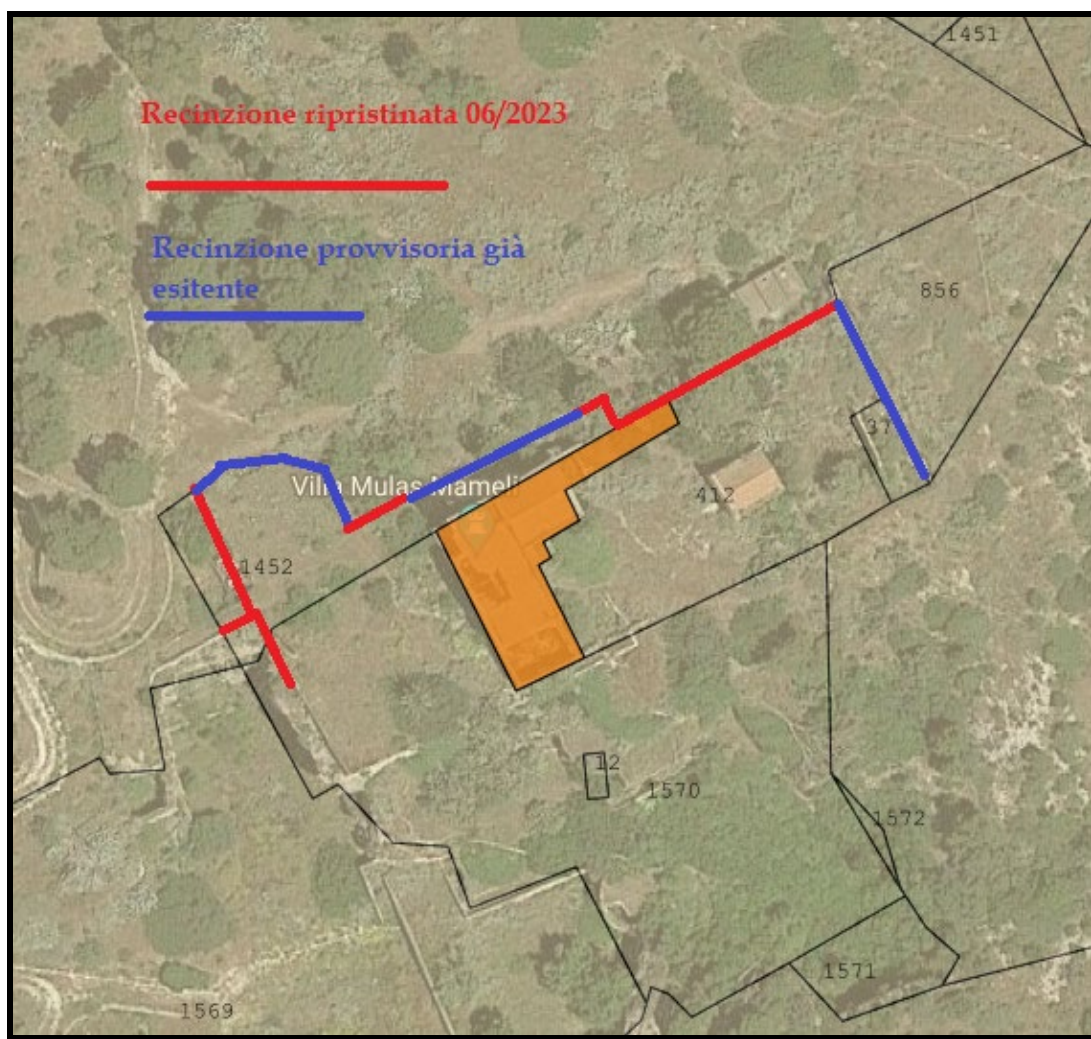 1451
Recinzione ripristinata 06/2023
Recinzione provvisoria già
esitente
856
37
Villa Mulas Mameli
412
1452
12
1570
1572
1571
1569